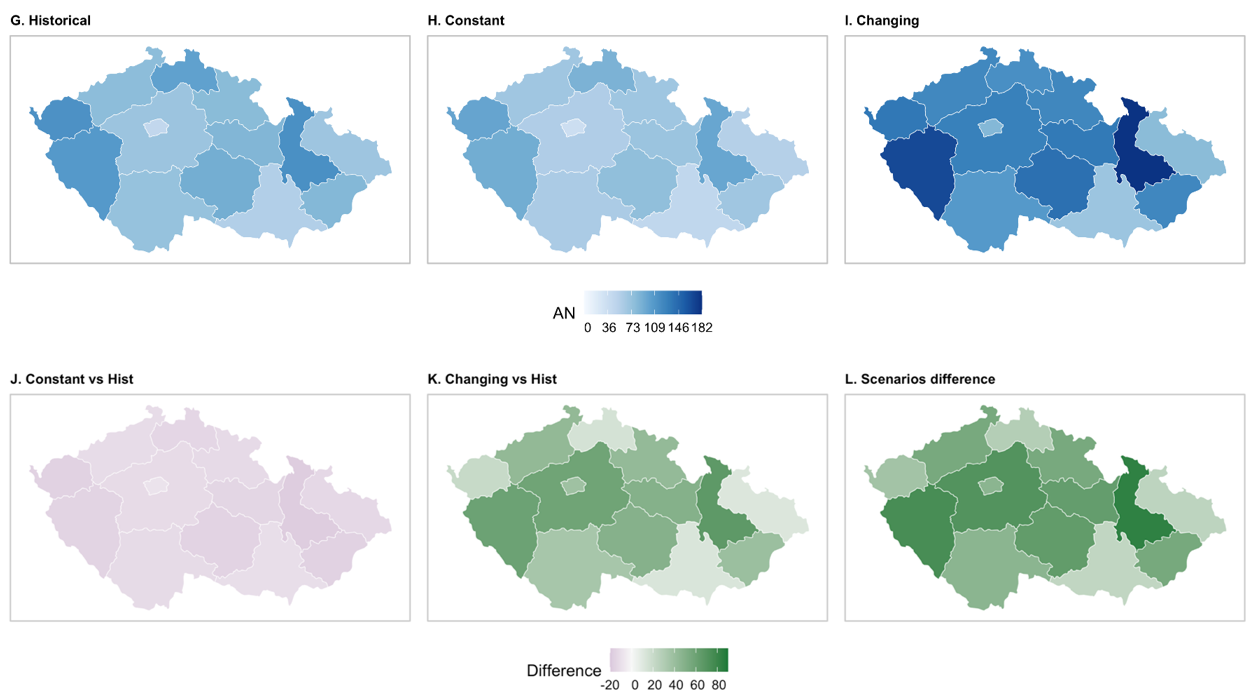 G. Historical
H. Constant
I. Changing
AN
0 36 73 109 146 182
J. Constant vs Hist
K. Changing vs Hist
L. Scenarios difference
Difference
-20 0 20 40 60 80